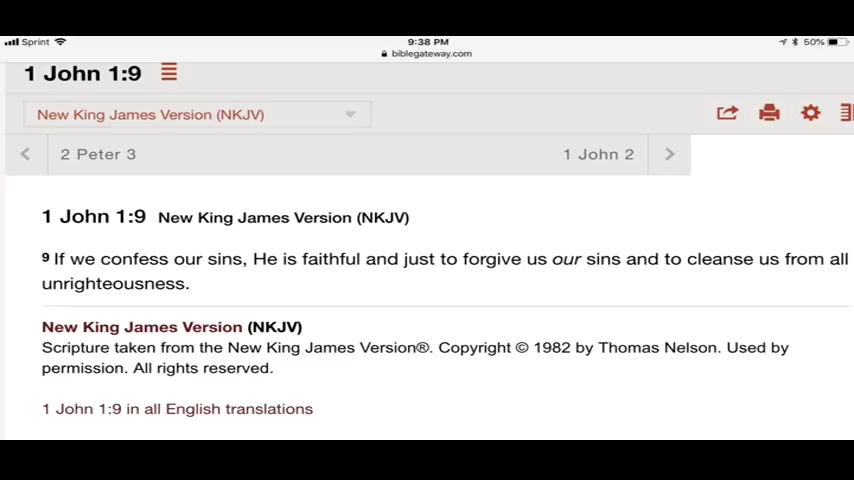 Sprint 9:38 PM 50%
biblegateway.com
1 John 1:9
New King James Version (NKJV)
2 Peter 3 1 John 2
1 John 1:9 New King James Version (NKJV)
9 If we confess our sins, He is faithful and just to forgive us our sins and to cleanse us from all
unrighteousness.
New King James Version (NKJV)
Scripture taken from the New King James Version®. Copyright © 1982 by Thomas Nelson. Used by
permission. All rights reserved.
1 John 1:9 in all English translations